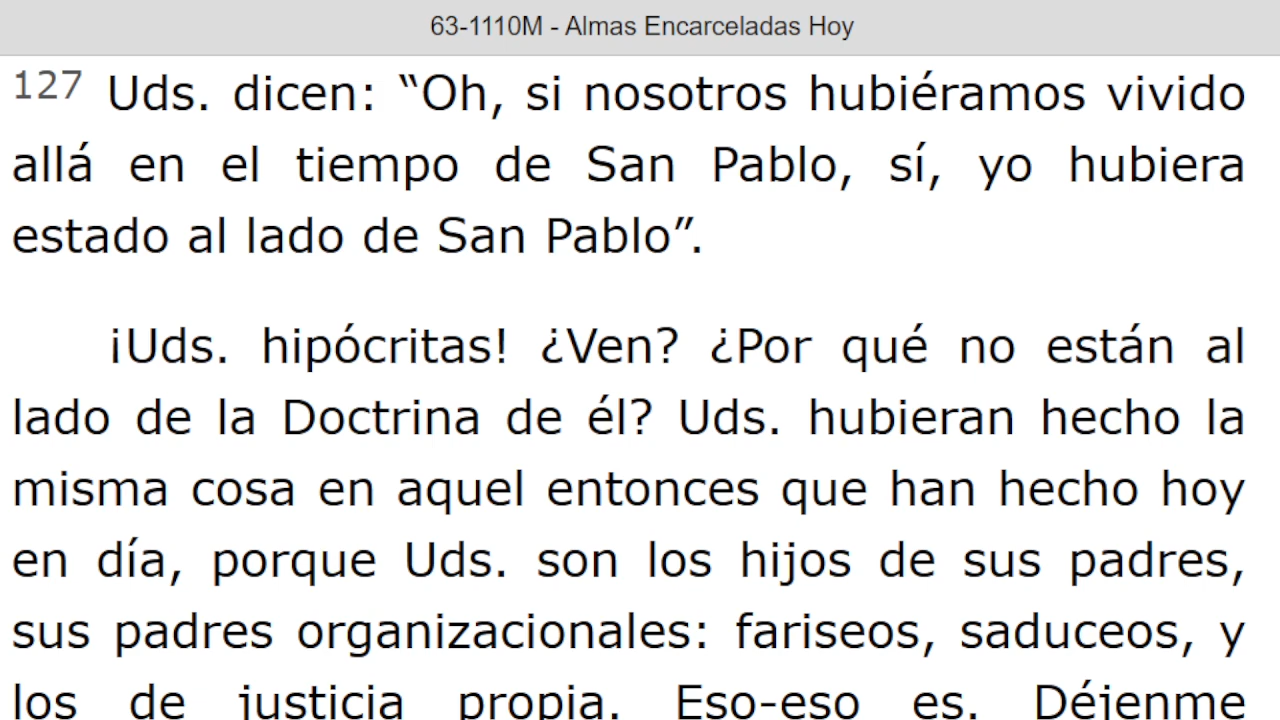 63-1110M - Almas Encarceladas Hoy
127 Uds. dicen: “Oh, si nosotros hubiéramos vivido
allá en el tiempo de San Pablo, sí, yo hubiera
estado al lado de San Pablo”.
¡Uds. hipócritas! ¿Ven? ¿Por qué no están al
lado de la Doctrina de él? Uds. hubieran hecho la
misma cosa en aquel entonces que han hecho hoy
en día, porque Uds. son los hijos de sus padres,
sus padres organizacionales: fariseos, saduceos, y
los de justicia propia. Eso-eso es. Déjenme